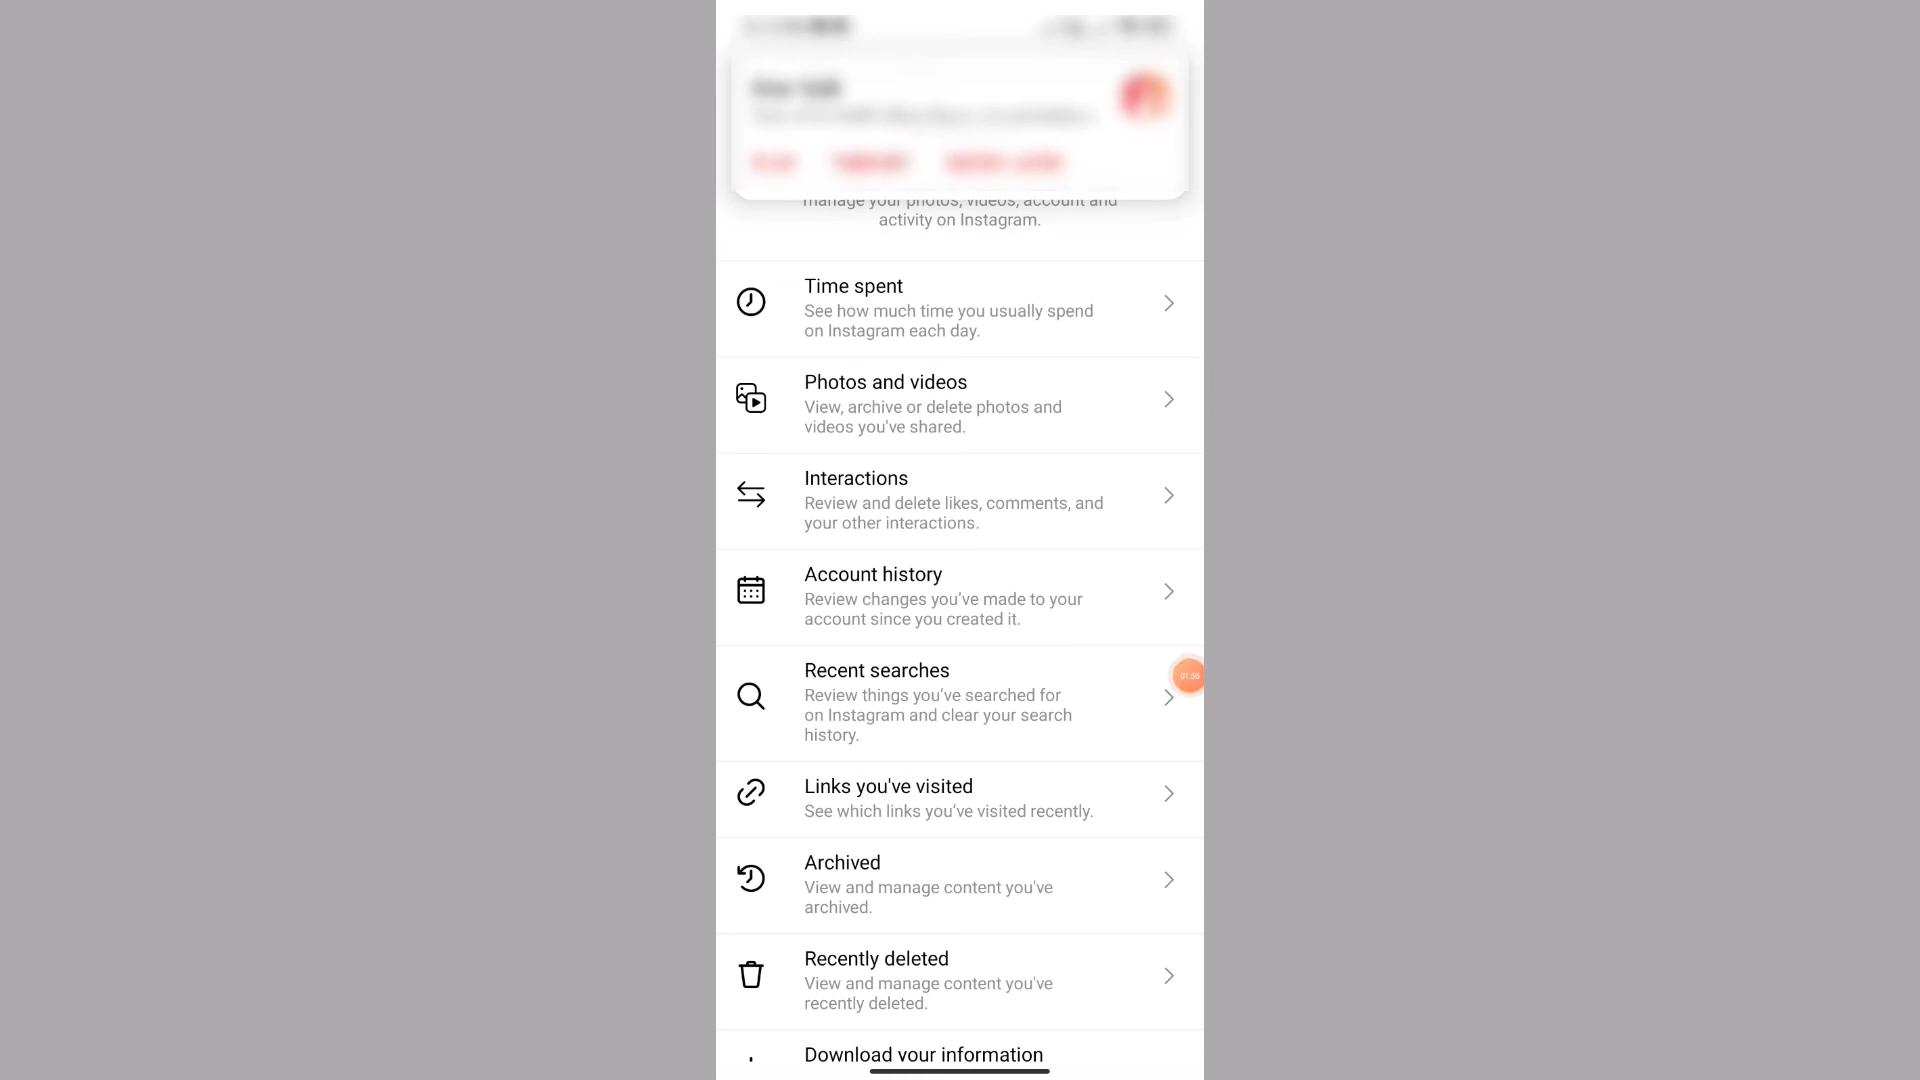 manage your photos, videos, account and
activity on Instagram.
Time spent
See how much time you usually spend
on Instagram each day.
Photos and videos
View, archive or delete photos and
videos you've shared.
Interactions
Review and delete likes, comments, and
your other interactions.
Account history
Review changes you’ve made to your
account since you created it.
Recent searches
Review things you’ve searched for
on Instagram and clear your search
history.
01:55
Links you've visited
See which links you’ve visited recently.
Archived
View and manage content you've
archived.
Recently deleted
View and manage content you've
recently deleted.
Download your information